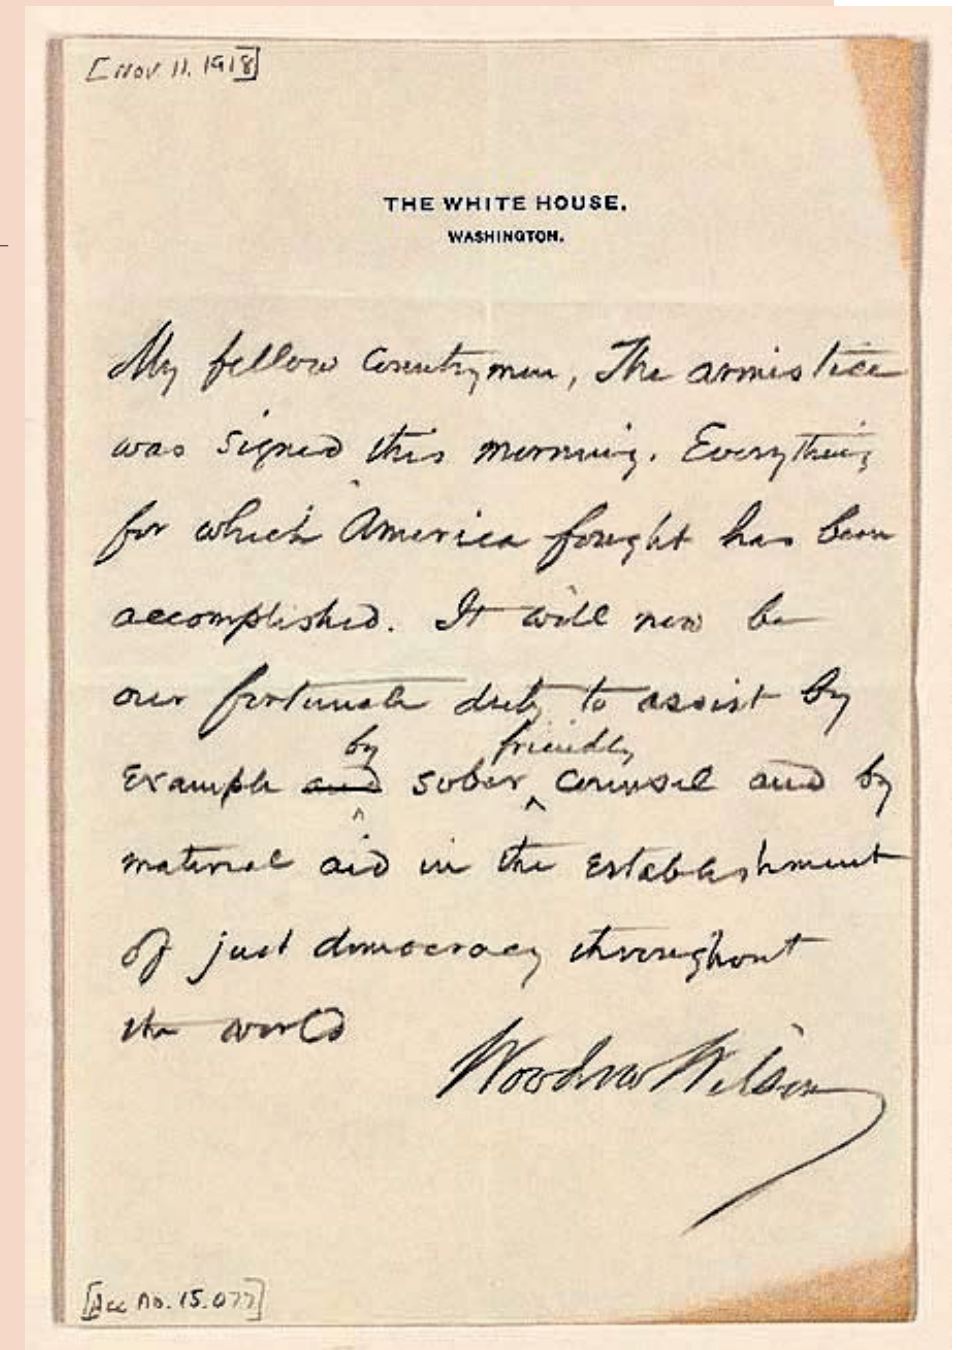 [Nov 11. 1918]
THE WHITE HOUSE.
WASHINGTON.
My fellow Countrymen, The armistice
was signed this morning. Everything
for which America fought has been
accomplished. It will now be
our fortunate duty to assist by
by friendly
example and sober counsel and by
material aid in the establishment
of just democracy throughout
the world
Woodrow Wilson
[Acc no. 15.077]